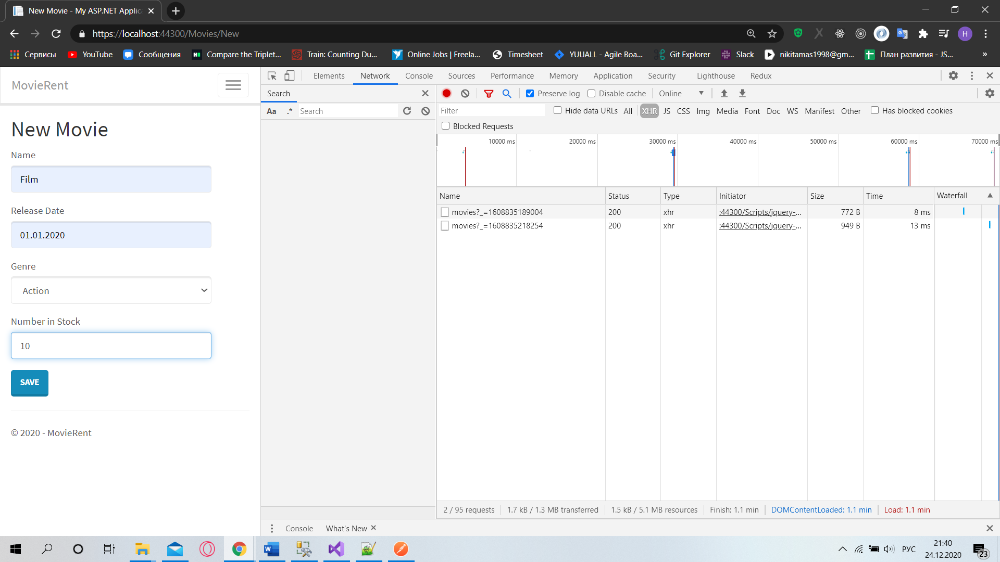 New Movie - My ASP.NET Applic
https://localhost:44300/Movies/New
Сервисы YouTube Сообщения Compare the Triplet... Train: Counting Du... Online Jobs | Freela... Timesheet YUUALL - Agile Boa... Git Explorer Slack nikitamas1998@gm... План развития - JS... »
MovieRent
New Movie
Name
Film
Release Date
01.01.2020
Genre
Action
Number in Stock
10
SAVE
© 2020 - MovieRent
Elements Network Console Sources Performance Memory Application Security Lighthouse Redux
Search
Aa .* Search
Preserve log Disable cache Online
Filter Hide data URLs All XHR JS CSS Img Media Font Doc WS Manifest Other Has blocked cookies
Blocked Requests
10000 ms 20000 ms 30000 ms 40000 ms 50000 ms 60000 ms 70000 ms
Name Status Type Initiator Size Time Waterfall
movies?_=1608835189004 200 xhr :44300/Scripts/jquery-... 772 B 8 ms
movies?_=1608835218254 200 xhr :44300/Scripts/jquery-... 949 B 13 ms
2 / 95 requests 1.7 kB / 1.3 MB transferred 1.5 kB / 5.1 MB resources Finish: 1.1 min DOMContentLoaded: 1.1 min Load: 1.1 min
Console What's New
РУС
21:40
24.12.2020
23